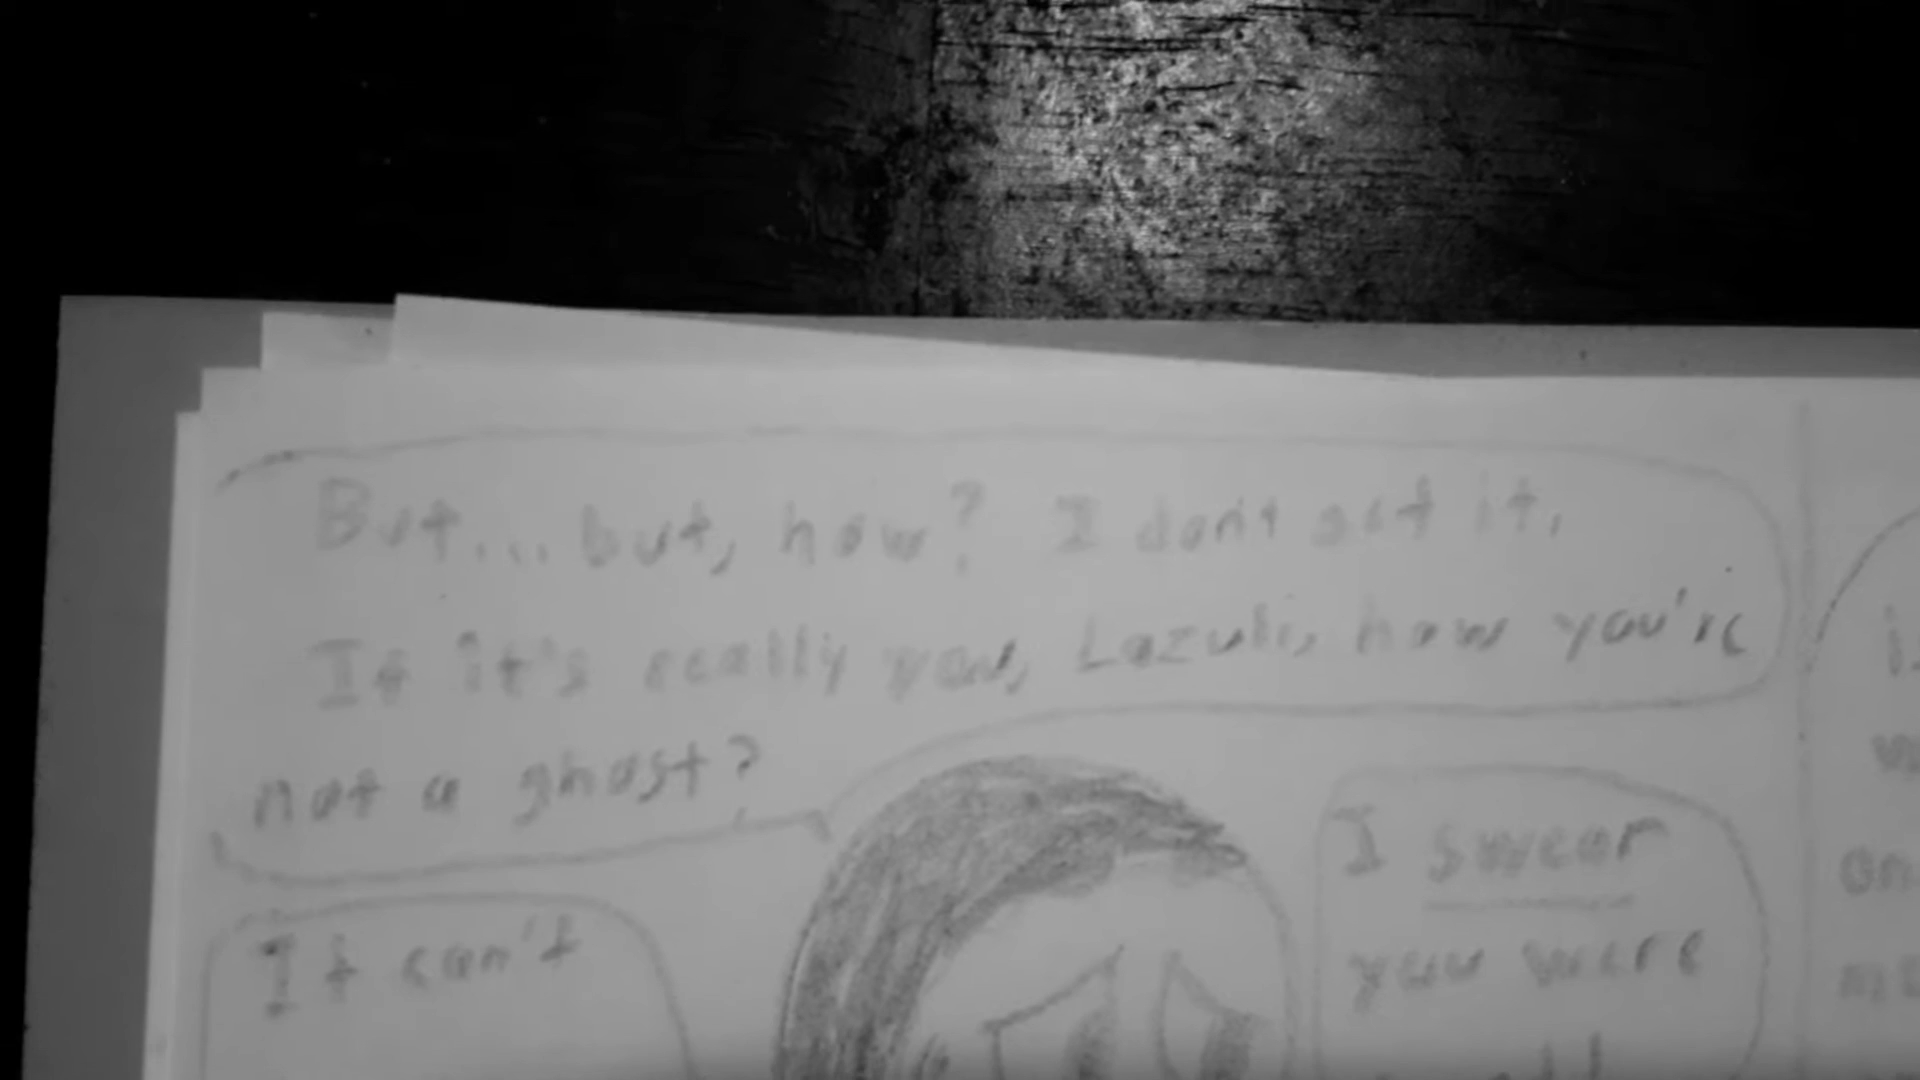 But... but, how? I don't get it.
If it's really you, Lazuli, how you're
not a ghost?
It can't
I swear
you were